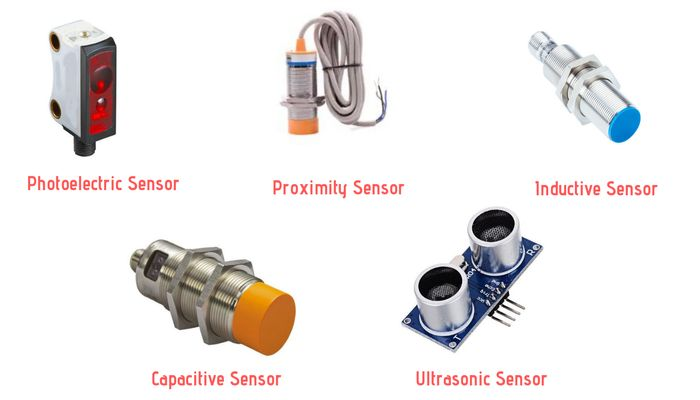 Photoelectric Sensor
Proximity Sensor
Inductive Sensor
Capacitive Sensor
Ultrasonic Sensor
R
T